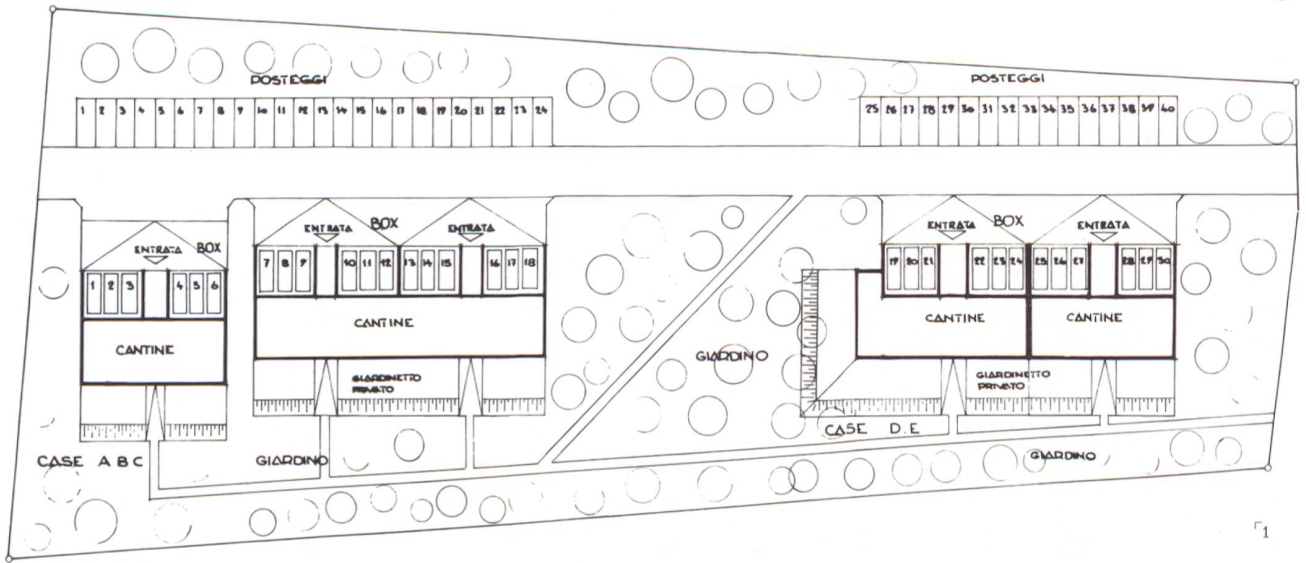 POSTEGGI
POSTEGGI
1 2 3 4 5 6 7 8 9 10 11 12 13 14 15 16 17 18 19 20 21 22 23 24
25 26 27 28 29 30 31 32 33 34 35 36 37 38 39 40
ENTRATA BOX
ENTRATA BOX ENTRATA
ENTRATA BOX ENTRATA
1 2 3 4 5 6
7 8 9 10 11 12 13 14 15 16 17 18
19 20 21 22 23 24 25 26 27 28 29 30
CANTINE
CANTINE
CANTINE
CANTINE
GIARDINO
GIARDINETTO
PRIVATO
GIARDINETTO
PRIVATO
CASE A B C
GIARDINO
CASE D.E
GIARDINO
1